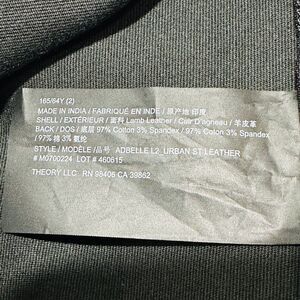 165/64Y (2)
MADE IN INDIA / FABRIQUÉ EN INDE / 原产地 印度
SHELL / EXTÉRIEUR / 面料 Lamb Leather / Cuir D'agneau / 羊皮革
BACK / DOS / 底层 97% Cotton 3% Spandex / 97% Cotton 3% Spandex
/ 97% 棉 3% 氨纶
STYLE / MODÈLE /品号 ADBELLE L2_URBAN ST LEATHER
# M0700224 LOT # 460615
THEORY LLC. RN 98406 CA 39862